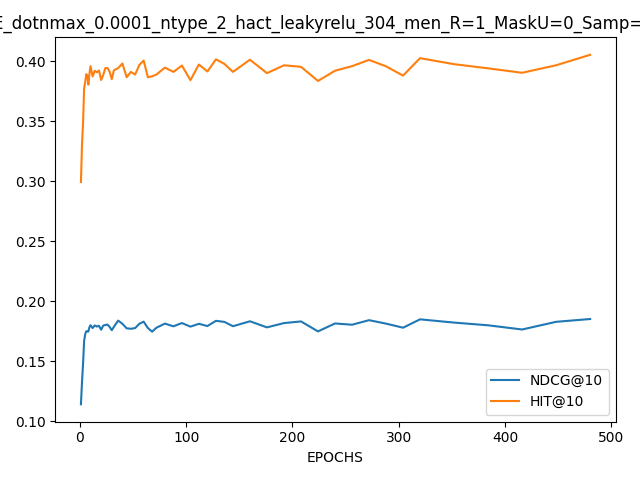 E_dotnmax_0.0001_ntype_2_hact_leakyrelu_304_men_R=1_MaskU=0_Samp=
0.40
0.35
0.30
0.25
0.20
0.15
0.10
NDCG@10
HIT@10
0 100 200 300 400 500
EPOCHS